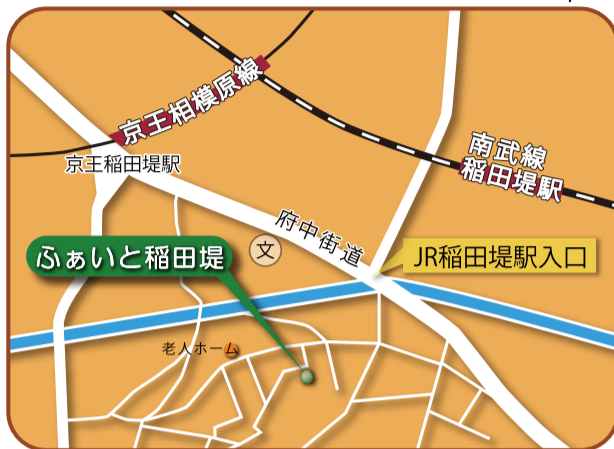 京王相模原線
京王稲田堤駅
南武線
稲田堤駅
府中街道
文
ふぁいと稲田堤
JR稲田堤駅入口
老人ホーム